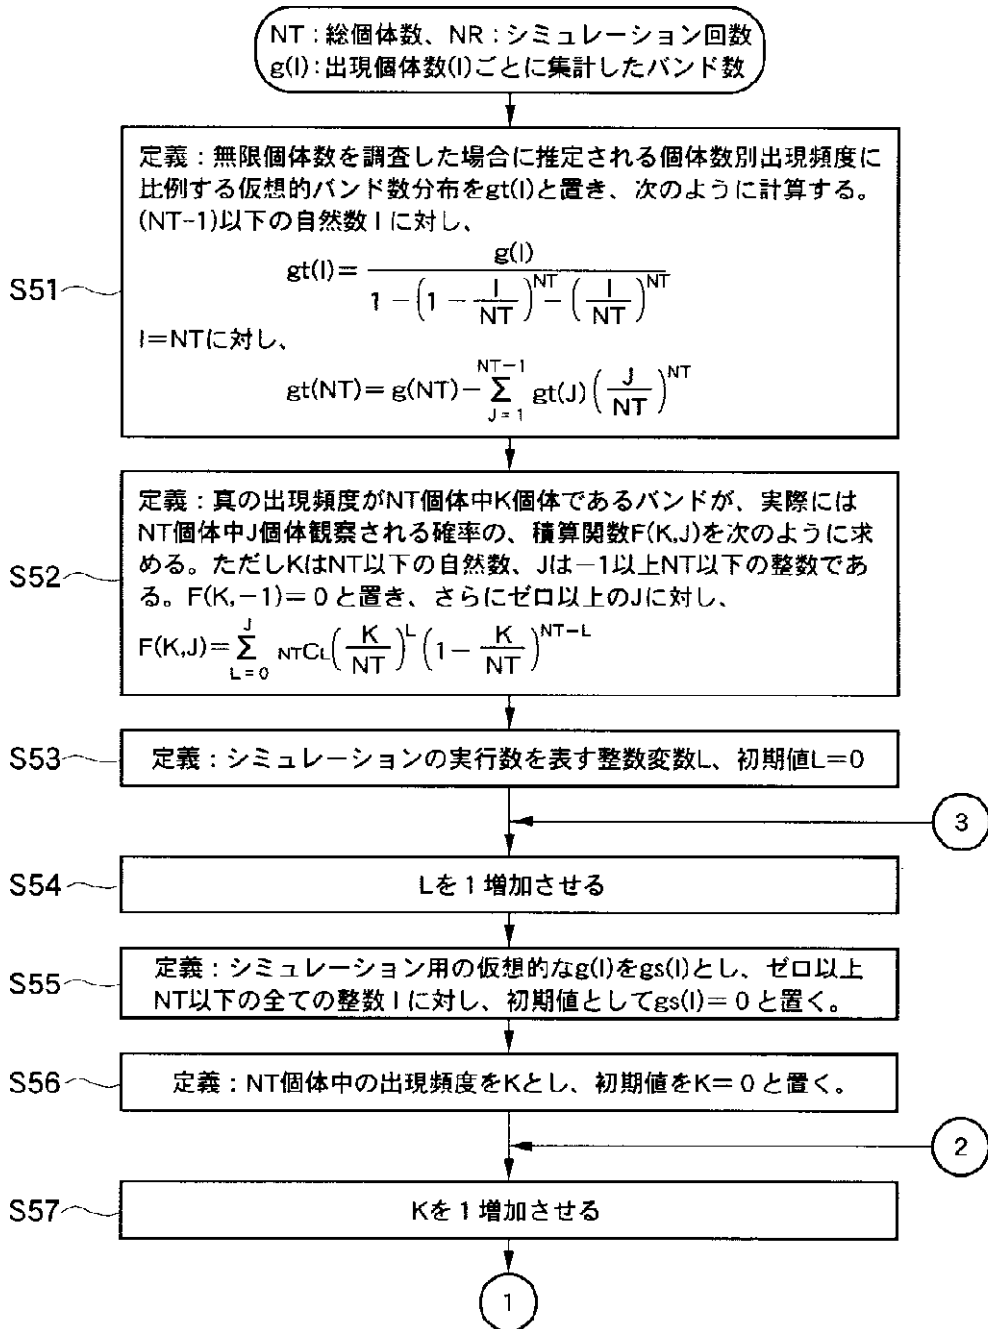 NT：総個体数、NR：シミュレーション回数
g(I)：出現個体数(I)ごとに集計したバンド数
定義：無限個体数を調査した場合に推定される個体数別出現頻度に
比例する仮想的バンド数分布をgt(I)と置き、次のように計算する。
(NT-1)以下の自然数Iに対し、
gt(I)= g(I) / (1 − (1 − I/NT)^NT − (I/NT)^NT)
S51
I=NTに対し、
gt(NT)= g(NT)− Σ_{J=1}^{NT−1} gt(J) (J/NT)^NT
定義：真の出現頻度がNT個体中K個体であるバンドが、実際には
NT個体中J個体観察される確率の、積算関数F(K,J)を次のように求
S52
める。ただしKはNT以下の自然数、Jは−1以上NT以下の整数であ
る。F(K,−1)=0と置き、さらにゼロ以上のJに対し、
F(K,J)= Σ_{L=0}^{J} NTCL (K/NT)^L (1 − K/NT)^{NT−L}
S53
定義：シミュレーションの実行数を表す整数変数L、初期値L=0
3
S54
Lを1増加させる
S55
定義：シミュレーション用の仮想的なg(I)をgs(I)とし、ゼロ以上
NT以下の全ての整数Iに対し、初期値としてgs(I)=0と置く。
S56
定義：NT個体中の出現頻度をKとし、初期値をK=0と置く。
2
S57
Kを1増加させる
1